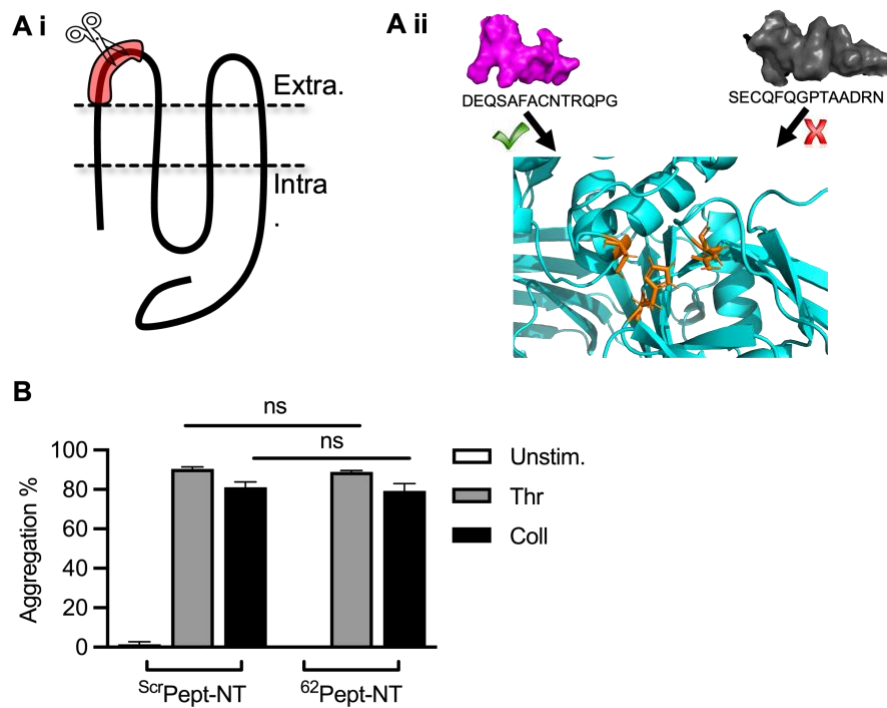 A i
A ii
Extra.
Intra
.
DEQSAFACNTRQPG
SECQFQGPTAADRN
B
ns
ns
100
80
60
40
20
0
Aggregation %
Unstim.
Thr
Coll
ScrPept-NT
62Pept-NT